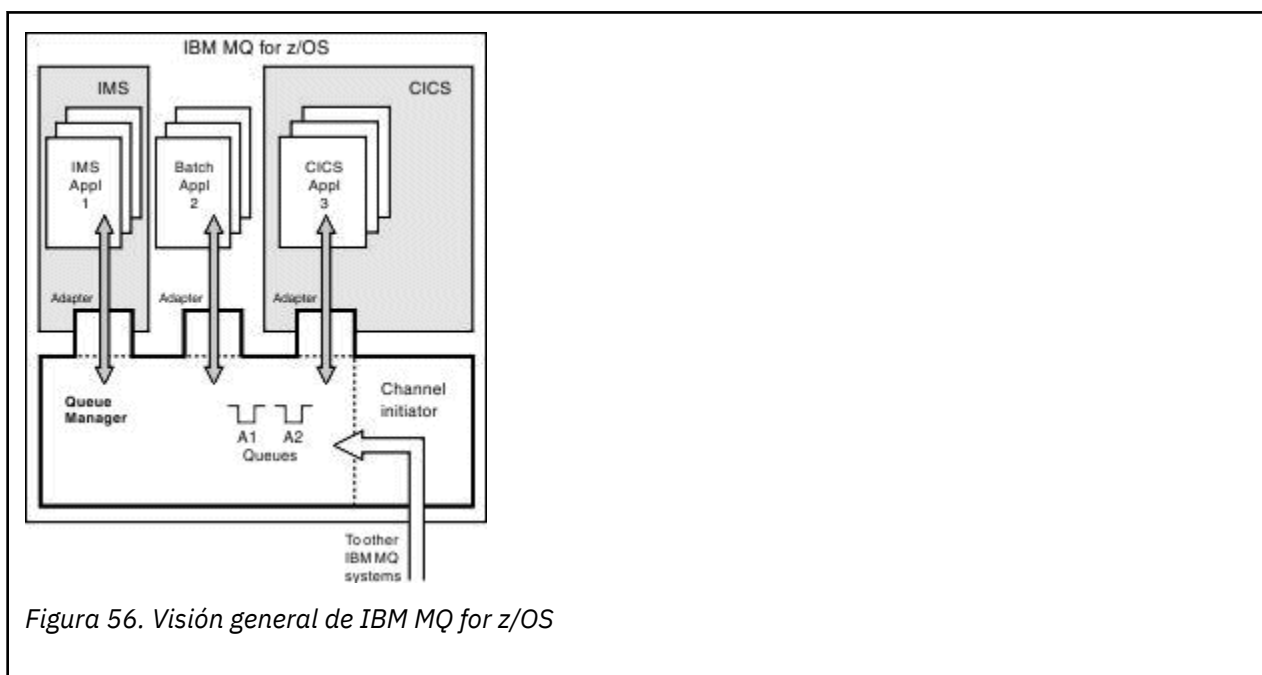 IBM MQ for z/OS
IMS
CICS
IMS
Appl
1
Batch
Appl
2
CICS
Appl
3
Adapter
Adapter
Adapter
Queue
Manager
A1
A2
Queues
Channel
initiator
To other
IBM MQ
systems
Figura 56. Visión general de IBM MQ for z/OS